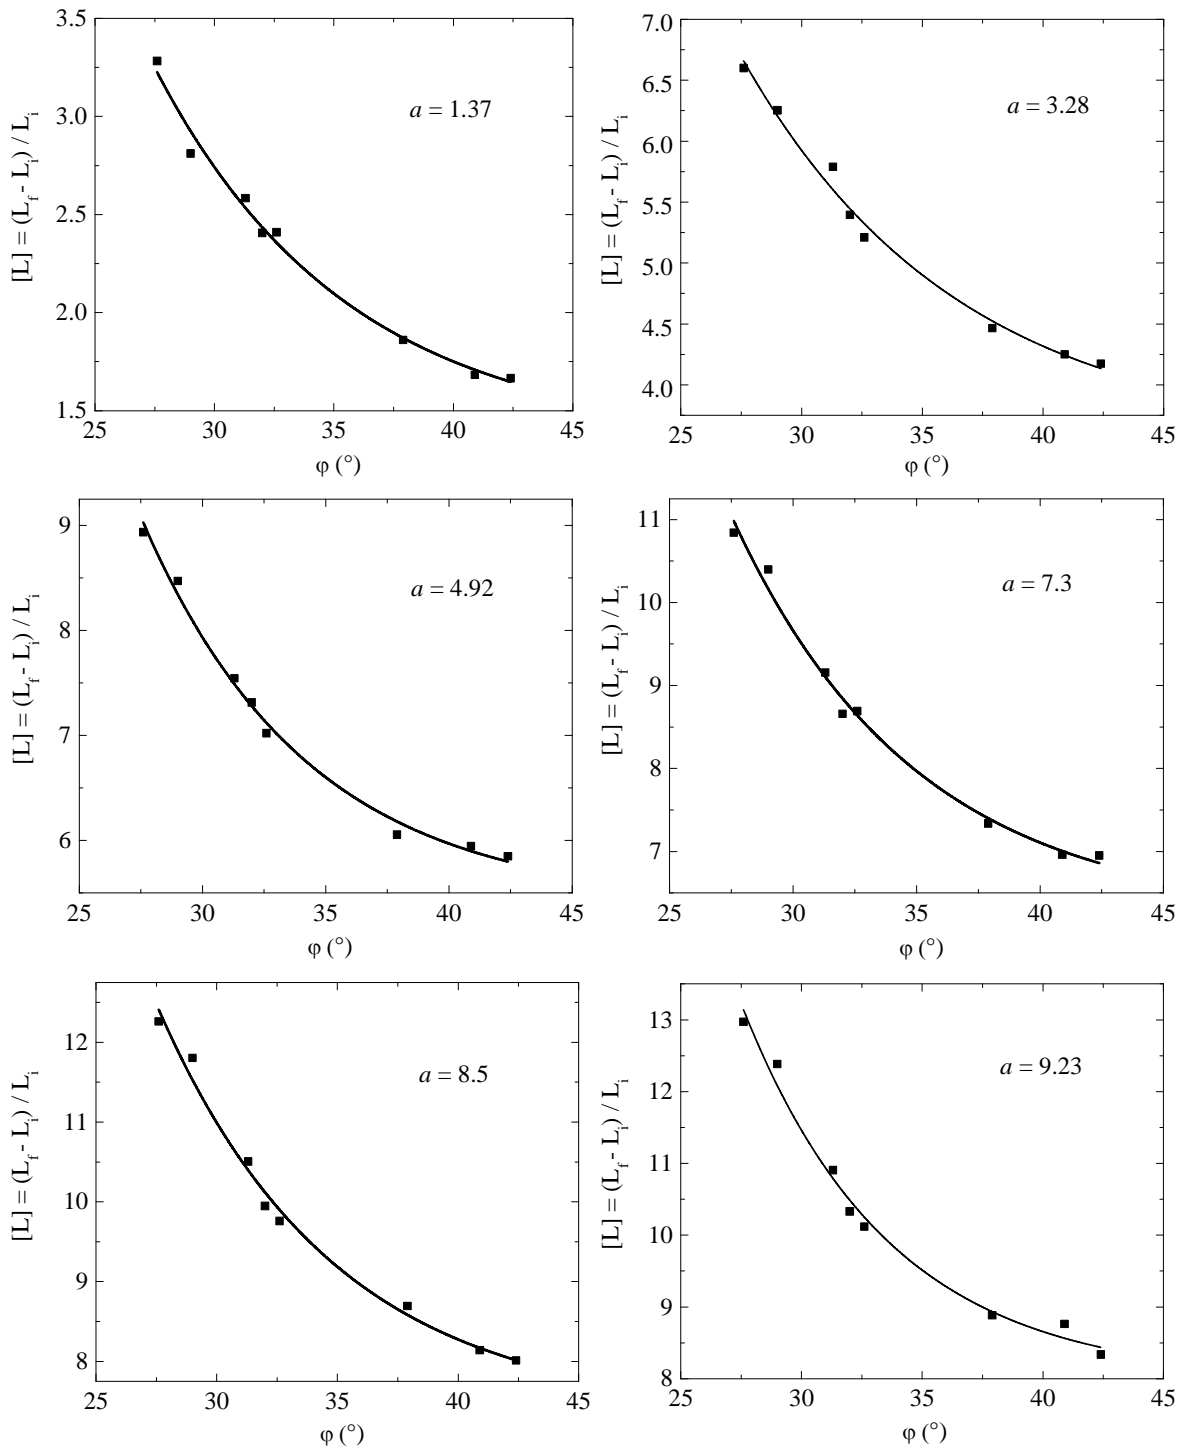 3.5
3.0
2.5
2.0
1.5
25 30 35 40 45
φ (°)
[L] = (L_f - L_i) / L_i
a = 1.37
7.0
6.5
6.0
5.5
5.0
4.5
4.0
25 30 35 40 45
φ (°)
[L] = (L_f - L_i) / L_i
a = 3.28
9
8
7
6
25 30 35 40 45
φ (°)
[L] = (L_f - L_i) / L_i
a = 4.92
11
10
9
8
7
25 30 35 40 45
φ (°)
[L] = (L_f - L_i) / L_i
a = 7.3
12
11
10
9
8
25 30 35 40 45
φ (°)
[L] = (L_f - L_i) / L_i
a = 8.5
13
12
11
10
9
8
25 30 35 40 45
φ (°)
[L] = (L_f - L_i) / L_i
a = 9.23